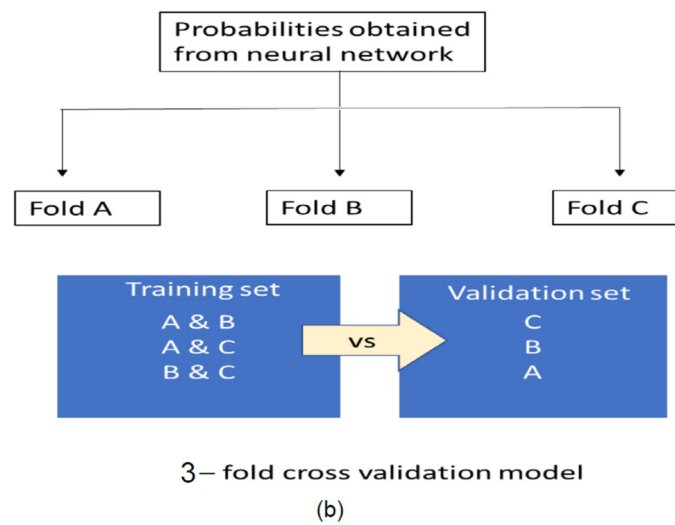 Probabilities obtained
from neural network
Fold A
Fold B
Fold C
Training set
A & B
A & C
B & C
vs
Validation set
C
B
A
3– fold cross validation model
(b)